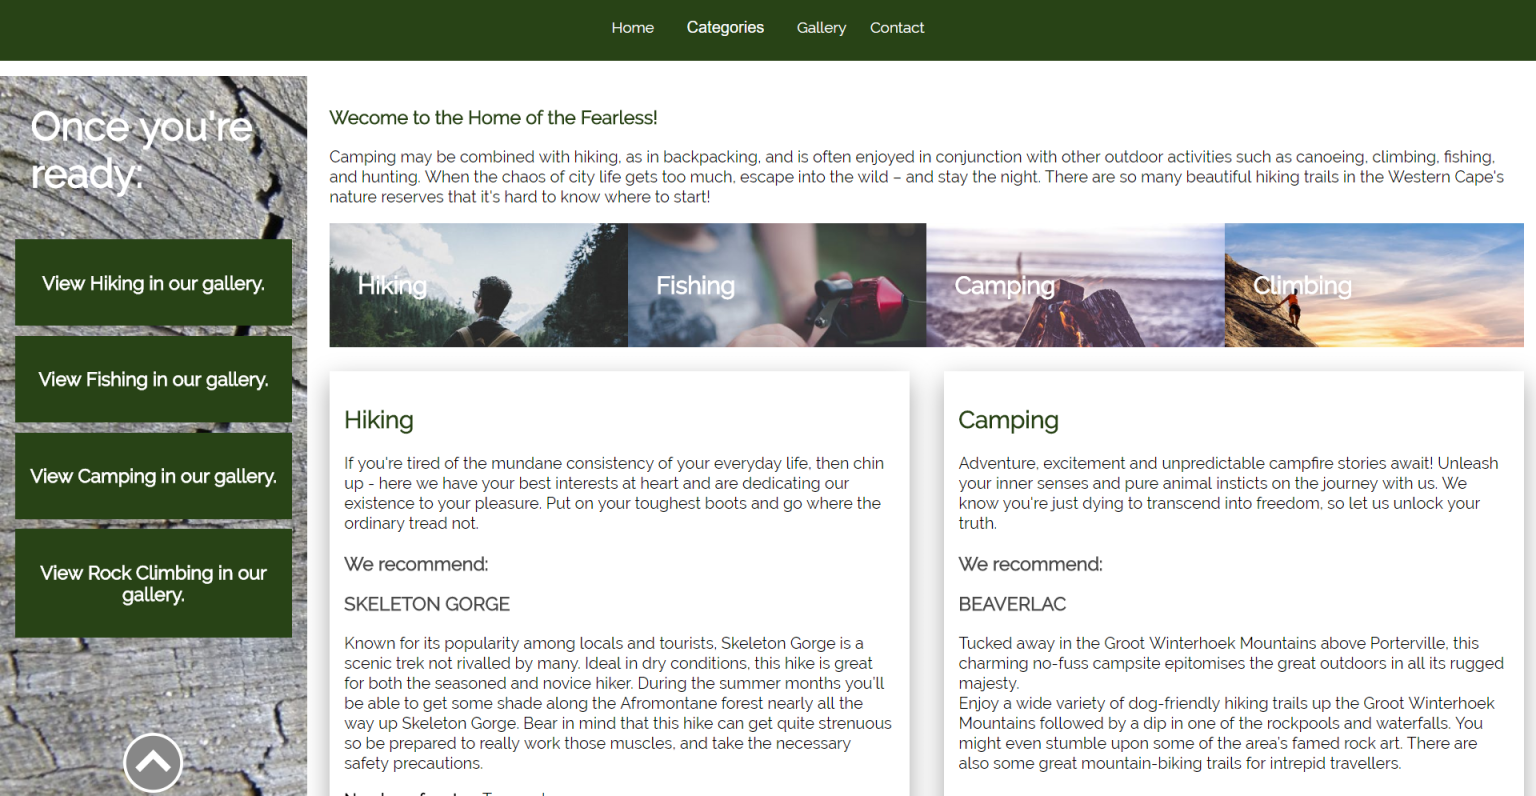 Home Categories Gallery Contact
Once you're
ready:
View Hiking in our gallery.
View Fishing in our gallery.
View Camping in our gallery.
View Rock Climbing in our
gallery.
Wecome to the Home of the Fearless!
Camping may be combined with hiking, as in backpacking, and is often enjoyed in conjunction with other outdoor activities such as canoeing, climbing, fishing,
and hunting. When the chaos of city life gets too much, escape into the wild – and stay the night. There are so many beautiful hiking trails in the Western Cape's
nature reserves that it's hard to know where to start!
Hiking Fishing Camping Climbing
Hiking
If you're tired of the mundane consistency of your everyday life, then chin
up - here we have your best interests at heart and are dedicating our
existence to your pleasure. Put on your toughest boots and go where the
ordinary tread not.
We recommend:
SKELETON GORGE
Known for its popularity among locals and tourists, Skeleton Gorge is a
scenic trek not rivalled by many. Ideal in dry conditions, this hike is great
for both the seasoned and novice hiker. During the summer months you'll
be able to get some shade along the Afromontane forest nearly all the
way up Skeleton Gorge. Bear in mind that this hike can get quite strenuous
so be prepared to really work those muscles, and take the necessary
safety precautions.
Camping
Adventure, excitement and unpredictable campfire stories await! Unleash
your inner senses and pure animal insticts on the journey with us. We
know you're just dying to transcend into freedom, so let us unlock your
truth.
We recommend:
BEAVERLAC
Tucked away in the Groot Winterhoek Mountains above Porterville, this
charming no-fuss campsite epitomises the great outdoors in all its rugged
majesty.
Enjoy a wide variety of dog-friendly hiking trails up the Groot Winterhoek
Mountains followed by a dip in one of the rockpools and waterfalls. You
might even stumble upon some of the area's famed rock art. There are
also some great mountain-biking trails for intrepid travellers.